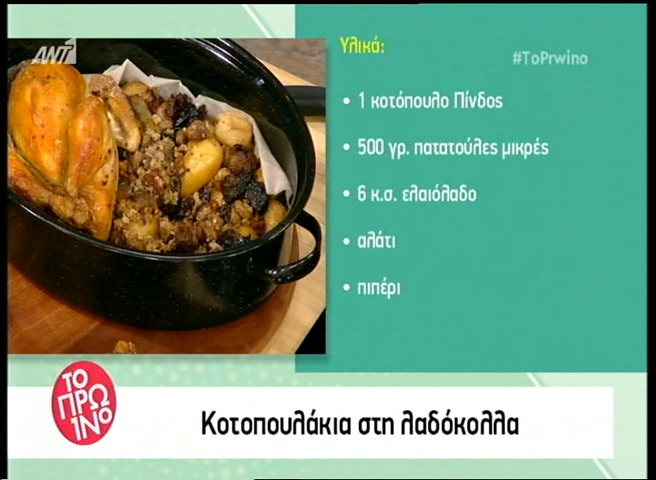 ANT1
Υλικά:
#ToPrwino
• 1 κοτόπουλο Πίνδος
• 500 γρ. πατατούλες μικρές
• 6 κ.σ. ελαιόλαδο
• αλάτι
• πιπέρι
ΤΟ
ΠΡΩ
ΙΝΟ
Κοτοπουλάκια στη λαδόκολλα